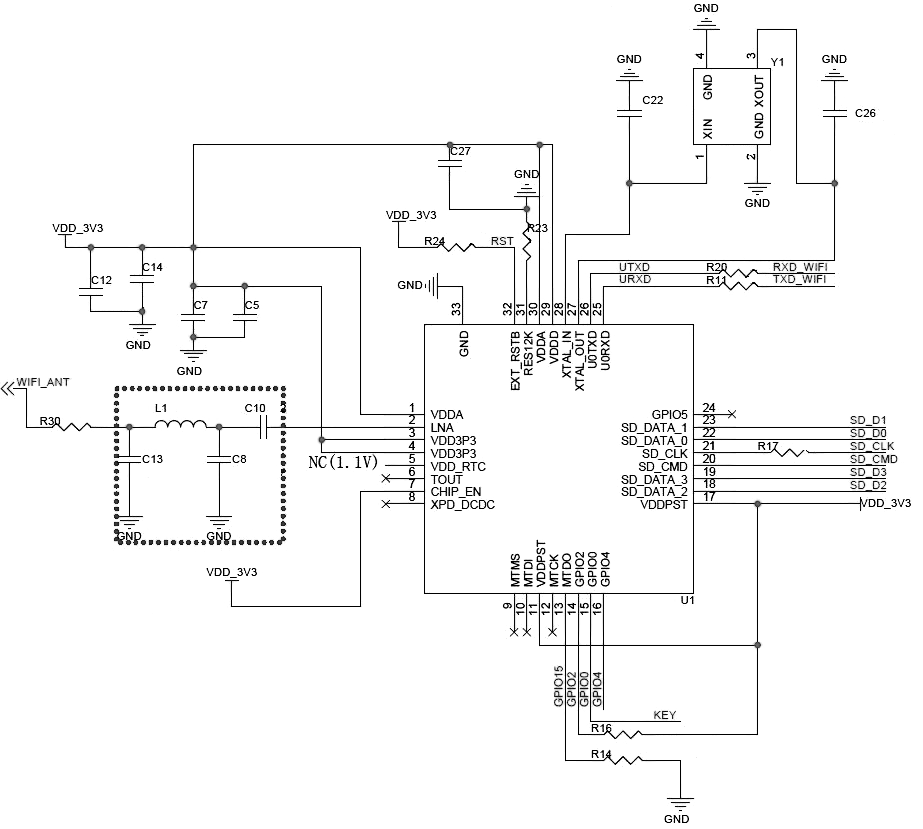 GND
4
3
Y1
GND
XOUT
XIN
GND
1
2
GND
GND
C22
GND
C26
C27
GND
VDD_3V3
R24
RST
R23
VDD_3V3
C12
C14
GND
C7
C5
GND
GND
33
32
31
30
29
28
27
26
25
UTXD
R20
RXD_WIFI
URXD
R11
TXD_WIFI
GND
EXT_RSTB
RES12K
VDDA
VDDD
XTAL_IN
XTAL_OUT
U0TXD
U0RXD
WIFI_ANT
R30
L1
C10
C13
C8
GND
GND
1
2
3
4
5
6
7
8
NC(1.1V)
VDDA
LNA
VDD3P3
VDD3P3
VDD_RTC
TOUT
CHIP_EN
XPD_DCDC
GPIO5
SD_DATA_1
SD_DATA_0
SD_CLK
SD_CMD
SD_DATA_3
SD_DATA_2
VDDPST
24
23
22
21
20
19
18
17
SD_D1
SD_D0
R17
SD_CLK
SD_CMD
SD_D3
SD_D2
VDD_3V3
VDD_3V3
MTMS
MTDI
VDDPST
MTCK
MTDO
GPIO2
GPIO0
GPIO4
U1
9
10
11
12
13
14
15
16
GPIO15
GPIO2
GPIO0
GPIO4
KEY
R16
R14
GND